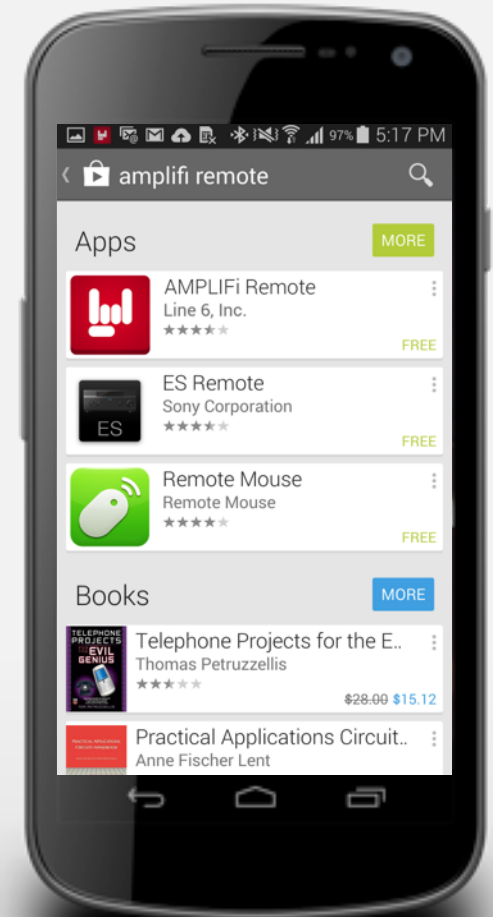 97% 5:17 PM
amplifi remote
Apps
MORE
AMPLIFi Remote
Line 6, Inc.
FREE
ES
ES Remote
Sony Corporation
FREE
Remote Mouse
Remote Mouse
FREE
Books
MORE
TELEPHONE
PROJECTS
EVIL
GENIUS
Telephone Projects for the E..
Thomas Petruzzellis
$28.00 $15.12
PRACTICAL APPLICATIONS
Practical Applications Circuit..
Anne Fischer Lent